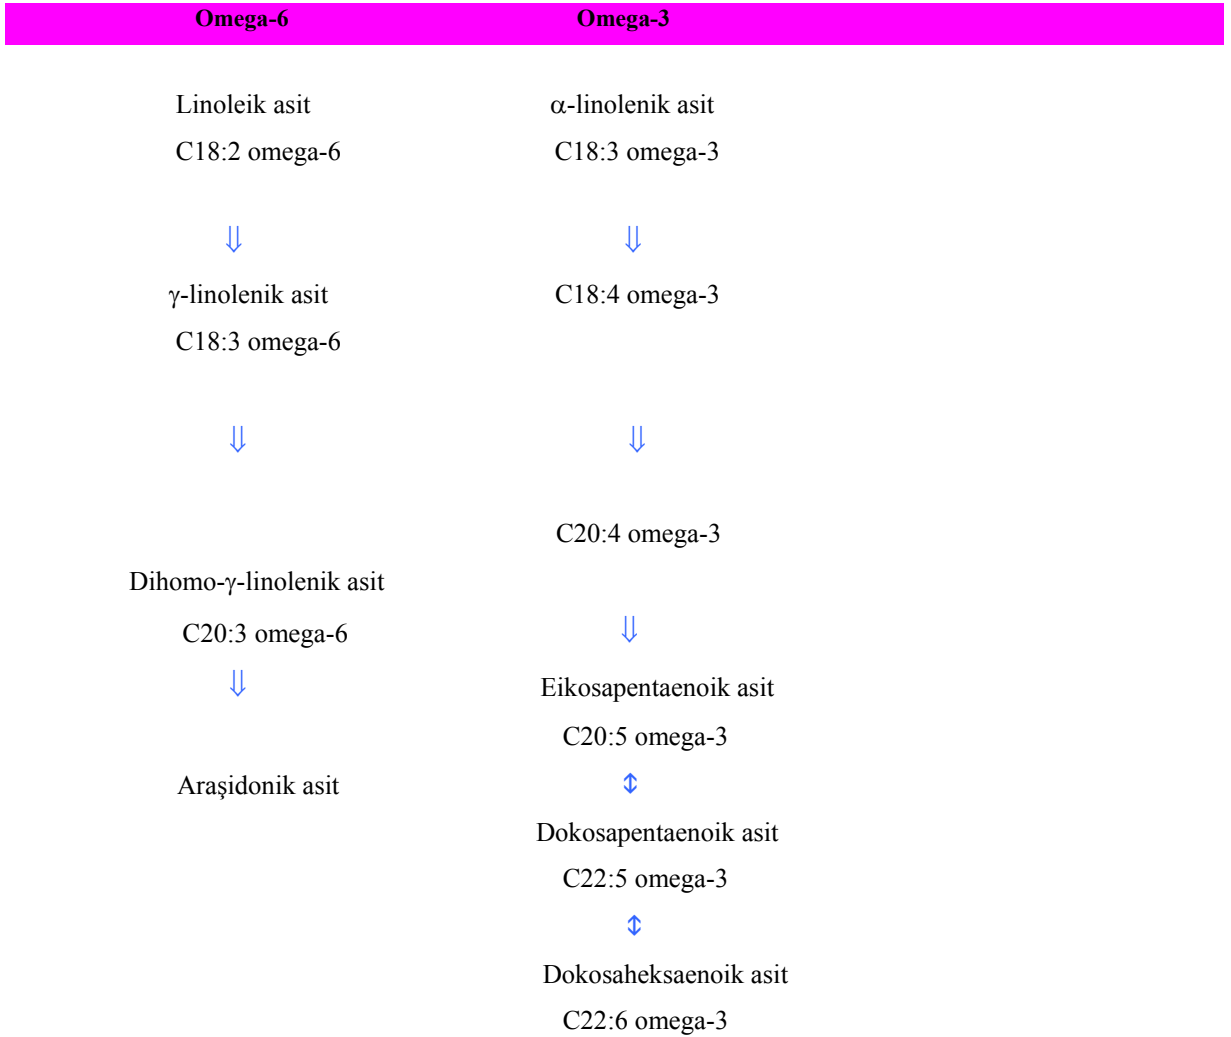 Omega-6 Omega-3
Linoleik asit α-linolenik asit
C18:2 omega-6 C18:3 omega-3
⇓ ⇓
γ-linolenik asit C18:4 omega-3
C18:3 omega-6
⇓ ⇓
C20:4 omega-3
Dihomo-γ-linolenik asit
C20:3 omega-6 ⇓
⇓ Eikosapentaenoik asit
C20:5 omega-3
Araşidonik asit ⇕
Dokosapentaenoik asit
C22:5 omega-3
⇕
Dokosaheksaenoik asit
C22:6 omega-3